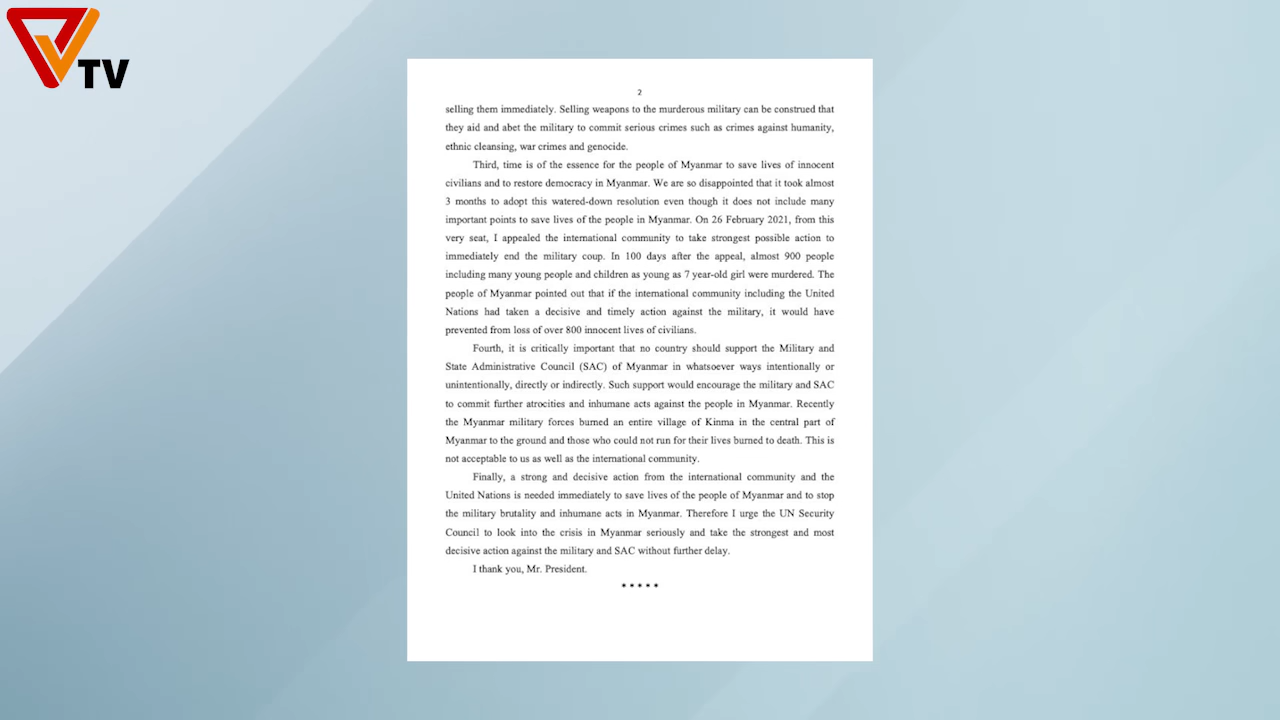 TV
2
selling them immediately. Selling weapons to the murderous military can be construed that
they aid and abet the military to commit serious crimes such as crimes against humanity,
ethnic cleansing, war crimes and genocide.
Third, time is of the essence for the people of Myanmar to save lives of innocent
civilians and to restore democracy in Myanmar. We are so disappointed that it took almost
3 months to adopt this watered-down resolution even though it does not include many
important points to save lives of the people in Myanmar. On 26 February 2021, from this
very seat, I appealed the international community to take strongest possible action to
immediately end the military coup. In 100 days after the appeal, almost 900 people
including many young people and children as young as 7 year-old girl were murdered. The
people of Myanmar pointed out that if the international community including the United
Nations had taken a decisive and timely action against the military, it would have
prevented from loss of over 800 innocent lives of civilians.
Fourth, it is critically important that no country should support the Military and
State Administrative Council (SAC) of Myanmar in whatsoever ways intentionally or
unintentionally, directly or indirectly. Such support would encourage the military and SAC
to commit further atrocities and inhumane acts against the people in Myanmar. Recently
the Myanmar military forces burned an entire village of Kinma in the central part of
Myanmar to the ground and those who could not run for their lives burned to death. This is
not acceptable to us as well as the international community.
Finally, a strong and decisive action from the international community and the
United Nations is needed immediately to save lives of the people of Myanmar and to stop
the military brutality and inhumane acts in Myanmar. Therefore I urge the UN Security
Council to look into the crisis in Myanmar seriously and take the strongest and most
decisive action against the military and SAC without further delay.
I thank you, Mr. President.
* * * * *